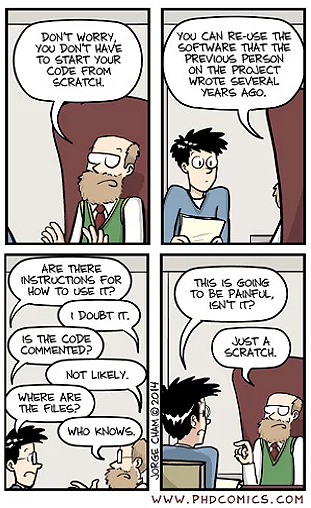 DON'T WORRY,
YOU DON'T HAVE
TO START YOUR
CODE FROM
SCRATCH.
YOU CAN RE-USE THE
SOFTWARE THAT THE
PREVIOUS PERSON
ON THE PROJECT
WROTE SEVERAL
YEARS AGO.
ARE THERE
INSTRUCTIONS FOR
HOW TO USE IT?
I DOUBT IT.
IS THE CODE
COMMENTED?
NOT LIKELY.
WHERE ARE
THE FILES?
WHO KNOWS.
JORGE CHAM © 2014
THIS IS GOING
TO BE PAINFUL,
ISN'T IT?
JUST A
SCRATCH.
WWW.PHDCOMICS.COM